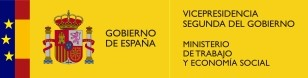 GOBIERNO
DE ESPAÑA
VICEPRESIDENCIA
SEGUNDA DEL GOBIERNO
MINISTERIO
DE TRABAJO
Y ECONOMÍA SOCIAL